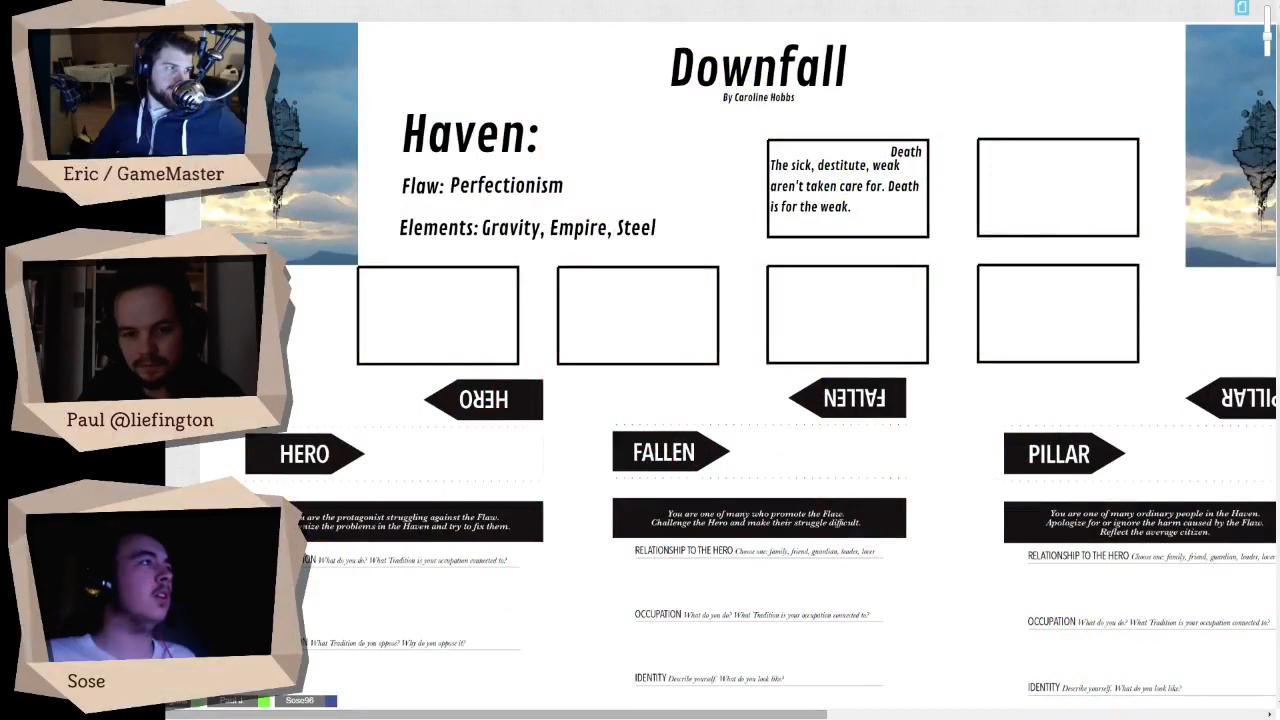 Downfall
By Caroline Hobbs
Haven:
Flaw: Perfectionism
Elements: Gravity, Empire, Steel
Death
The sick, destitute, weak
aren't taken care for. Death
is for the weak.
Eric / GameMaster
Paul @liefington
Sose
HERO
FALLEN
PILLAR
HERO
FALLEN
PILLAR
are the protagonist struggling against the Flaw.
the problems in the Haven and try to fix them.
What do you do? What Tradition is your occupation connected to?
What Tradition do you oppose? Why do you oppose it?
You are one of many who promote the Flaw.
Challenge the Hero and make their struggle difficult.
RELATIONSHIP TO THE HERO Choose one: family, friend, guardian, leader, lover
OCCUPATION What do you do? What Tradition is your occupation connected to?
IDENTITY Describe yourself. What do you look like?
You are one of many ordinary people in the Haven.
Apologize for or ignore the harm caused by the Flaw.
Reflect the average citizen.
RELATIONSHIP TO THE HERO Choose one: family, friend, guardian, leader, lover
OCCUPATION What do you do? What Tradition is your occupation connected to?
IDENTITY Describe yourself. What do you look like?
Paul J.
Sose96